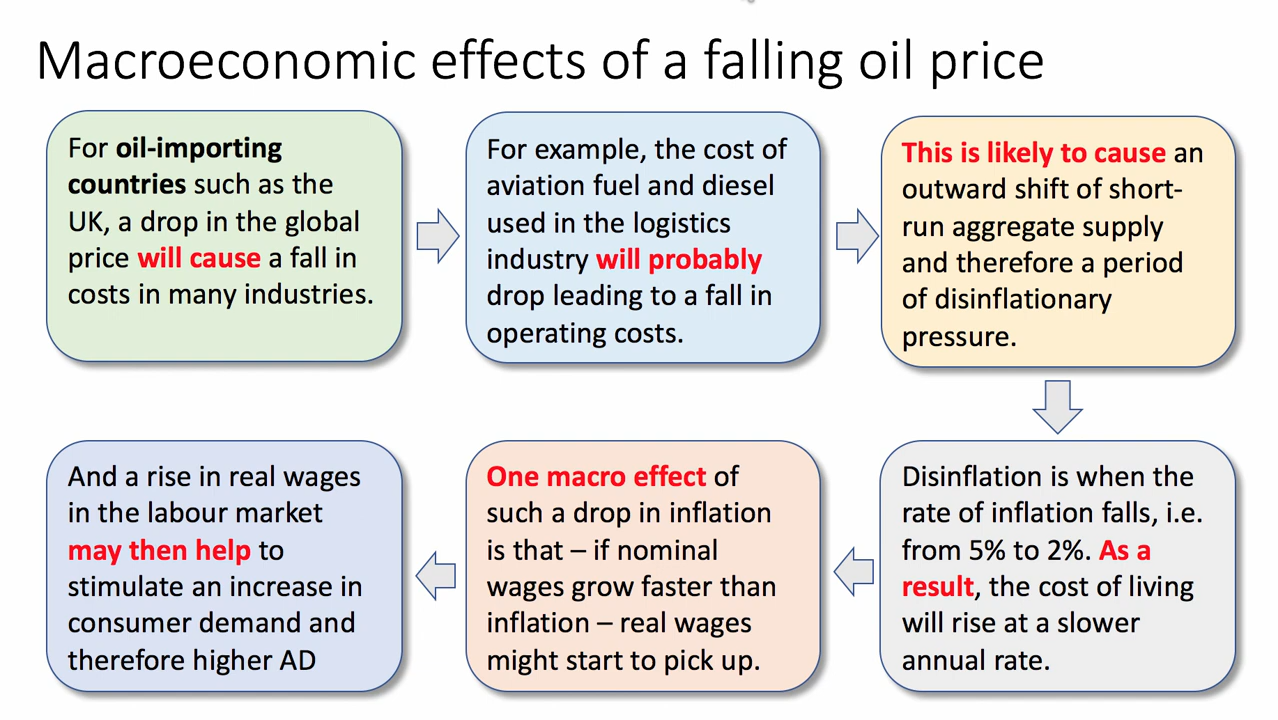 Macroeconomic effects of a falling oil price
For oil-importing
countries such as the
UK, a drop in the global
price will cause a fall in
costs in many industries.
For example, the cost of
aviation fuel and diesel
used in the logistics
industry will probably
drop leading to a fall in
operating costs.
This is likely to cause an
outward shift of short-
run aggregate supply
and therefore a period
of disinflationary
pressure.
Disinflation is when the
rate of inflation falls, i.e.
from 5% to 2%. As a
result, the cost of living
will rise at a slower
annual rate.
One macro effect of
such a drop in inflation
is that – if nominal
wages grow faster than
inflation – real wages
might start to pick up.
And a rise in real wages
in the labour market
may then help to
stimulate an increase in
consumer demand and
therefore higher AD